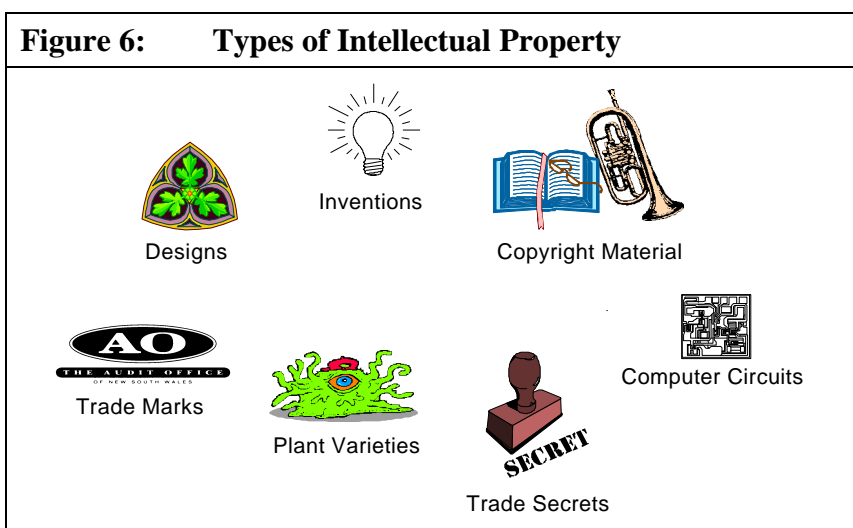 Figure 6: Types of Intellectual Property
Inventions
Designs
Copyright Material
AO
THE AUDIT OFFICE
OF NEW SOUTH WALES
Trade Marks
Computer Circuits
Plant Varieties
SECRET
Trade Secrets